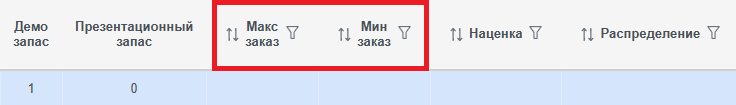 Демо запас
Презентационный запас
Макс заказ
Мин заказ
Наценка
Распределение
1
0